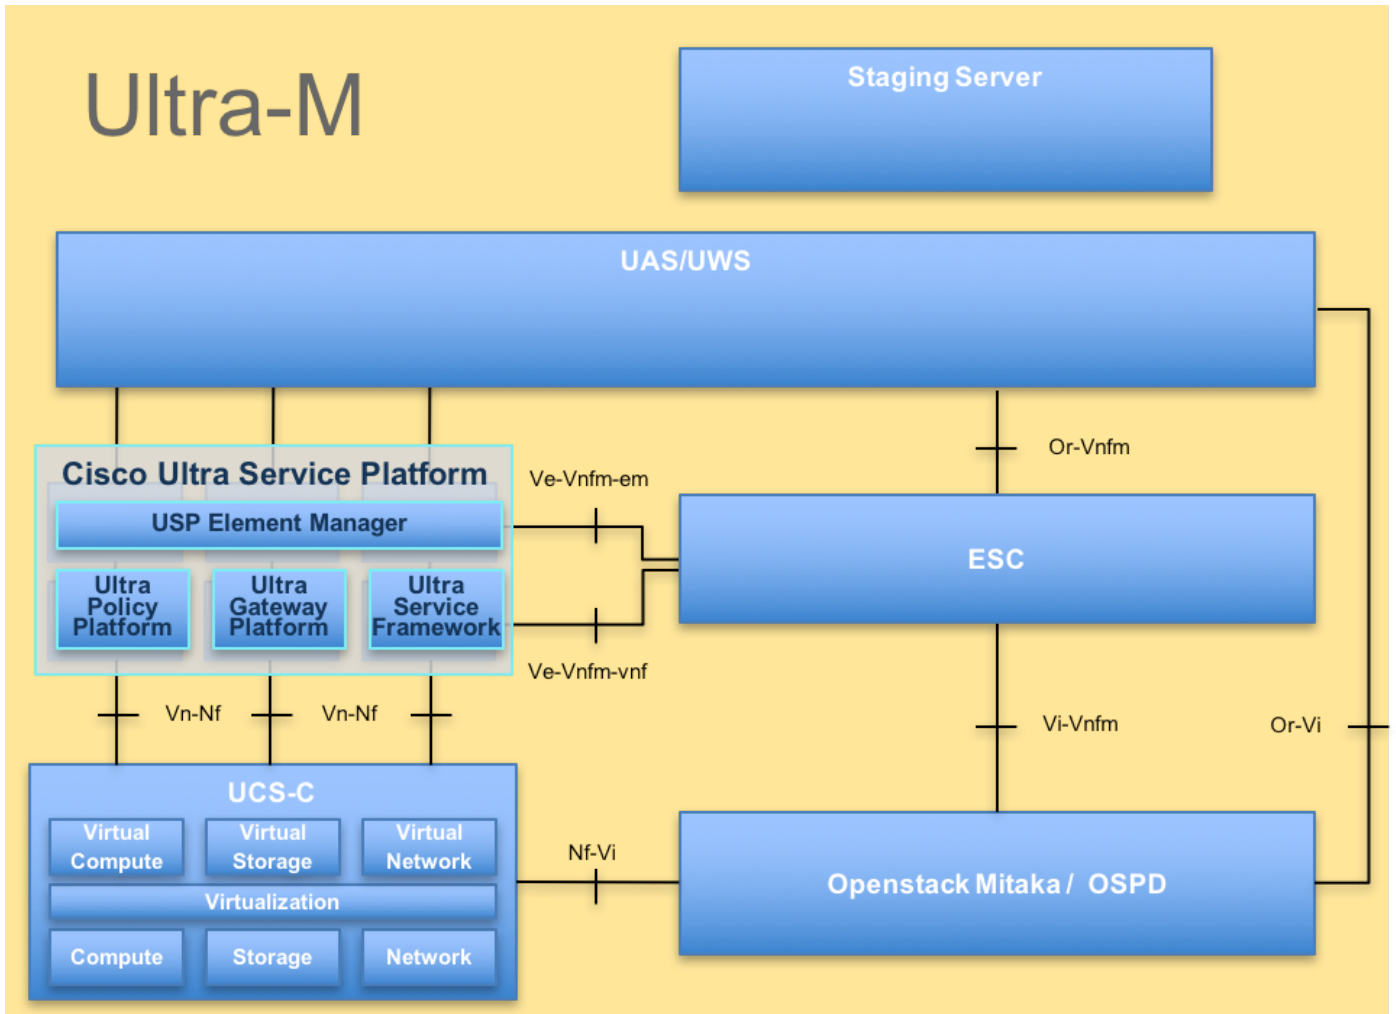 Ultra-M
Staging Server
UAS/UWS
Or-Vnfm
Cisco Ultra Service Platform
Ve-Vnfm-em
USP Element Manager
ESC
Ultra
Policy
Platform
Ultra
Gateway
Platform
Ultra
Service
Framework
Ve-Vnfm-vnf
Vn-Nf
Vn-Nf
Vi-Vnfm
Or-Vi
UCS-C
Virtual
Compute
Virtual
Storage
Virtual
Network
Nf-Vi
Openstack Mitaka / OSPD
Virtualization
Compute
Storage
Network